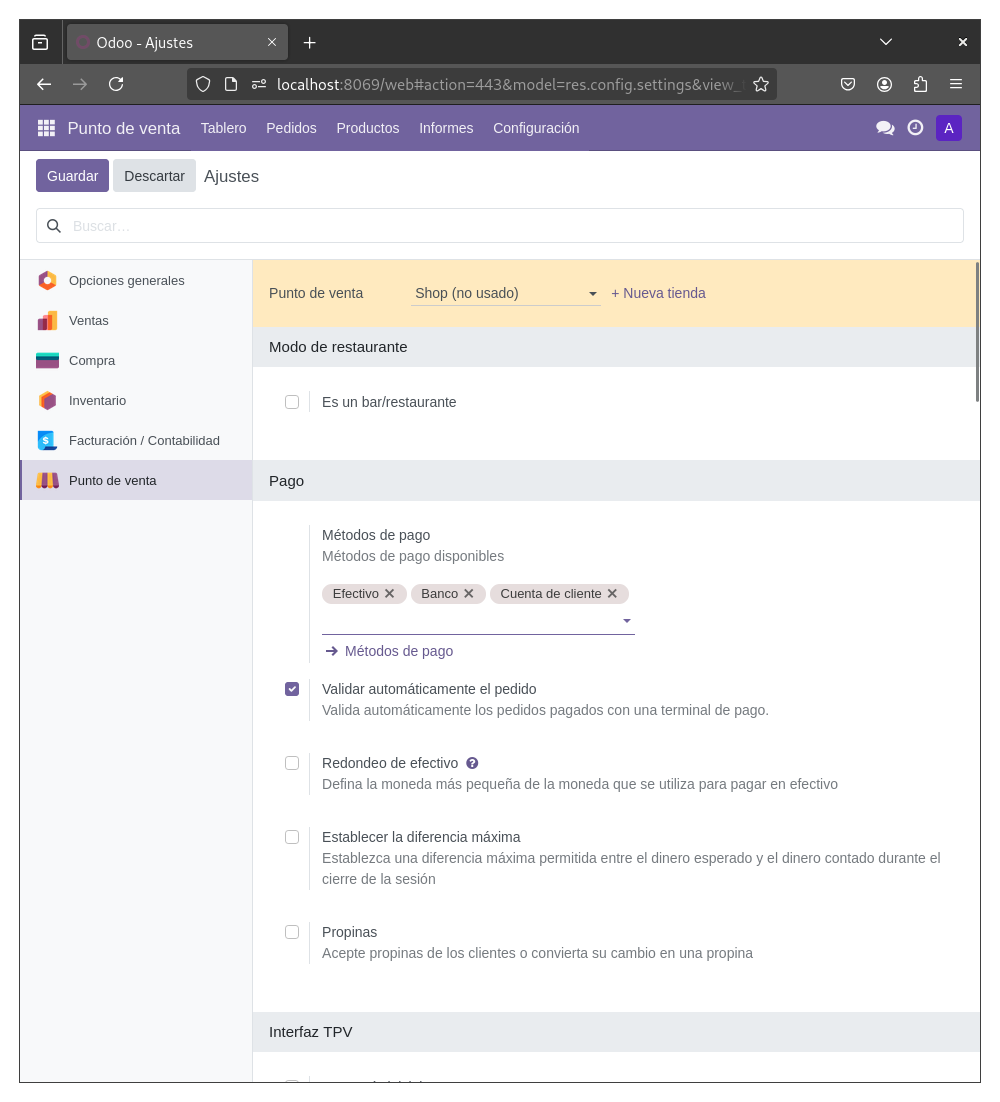 Odoo - Ajustes
localhost:8069/web#action=443&model=res.config.settings&view_
Punto de venta Tablero Pedidos Productos Informes Configuración A
Guardar Descartar Ajustes
Buscar...
Opciones generales
Ventas
Compra
Inventario
Facturación / Contabilidad
Punto de venta
Punto de venta Shop (no usado) + Nueva tienda
Modo de restaurante
Es un bar/restaurante
Pago
Métodos de pago
Métodos de pago disponibles
Efectivo Banco Cuenta de cliente
Métodos de pago
Validar automáticamente el pedido
Valida automáticamente los pedidos pagados con una terminal de pago.
Redondeo de efectivo
Defina la moneda más pequeña de la moneda que se utiliza para pagar en efectivo
Establecer la diferencia máxima
Establezca una diferencia máxima permitida entre el dinero esperado y el dinero contado durante el
cierre de la sesión
Propinas
Acepte propinas de los clientes o convierta su cambio en una propina
Interfaz TPV